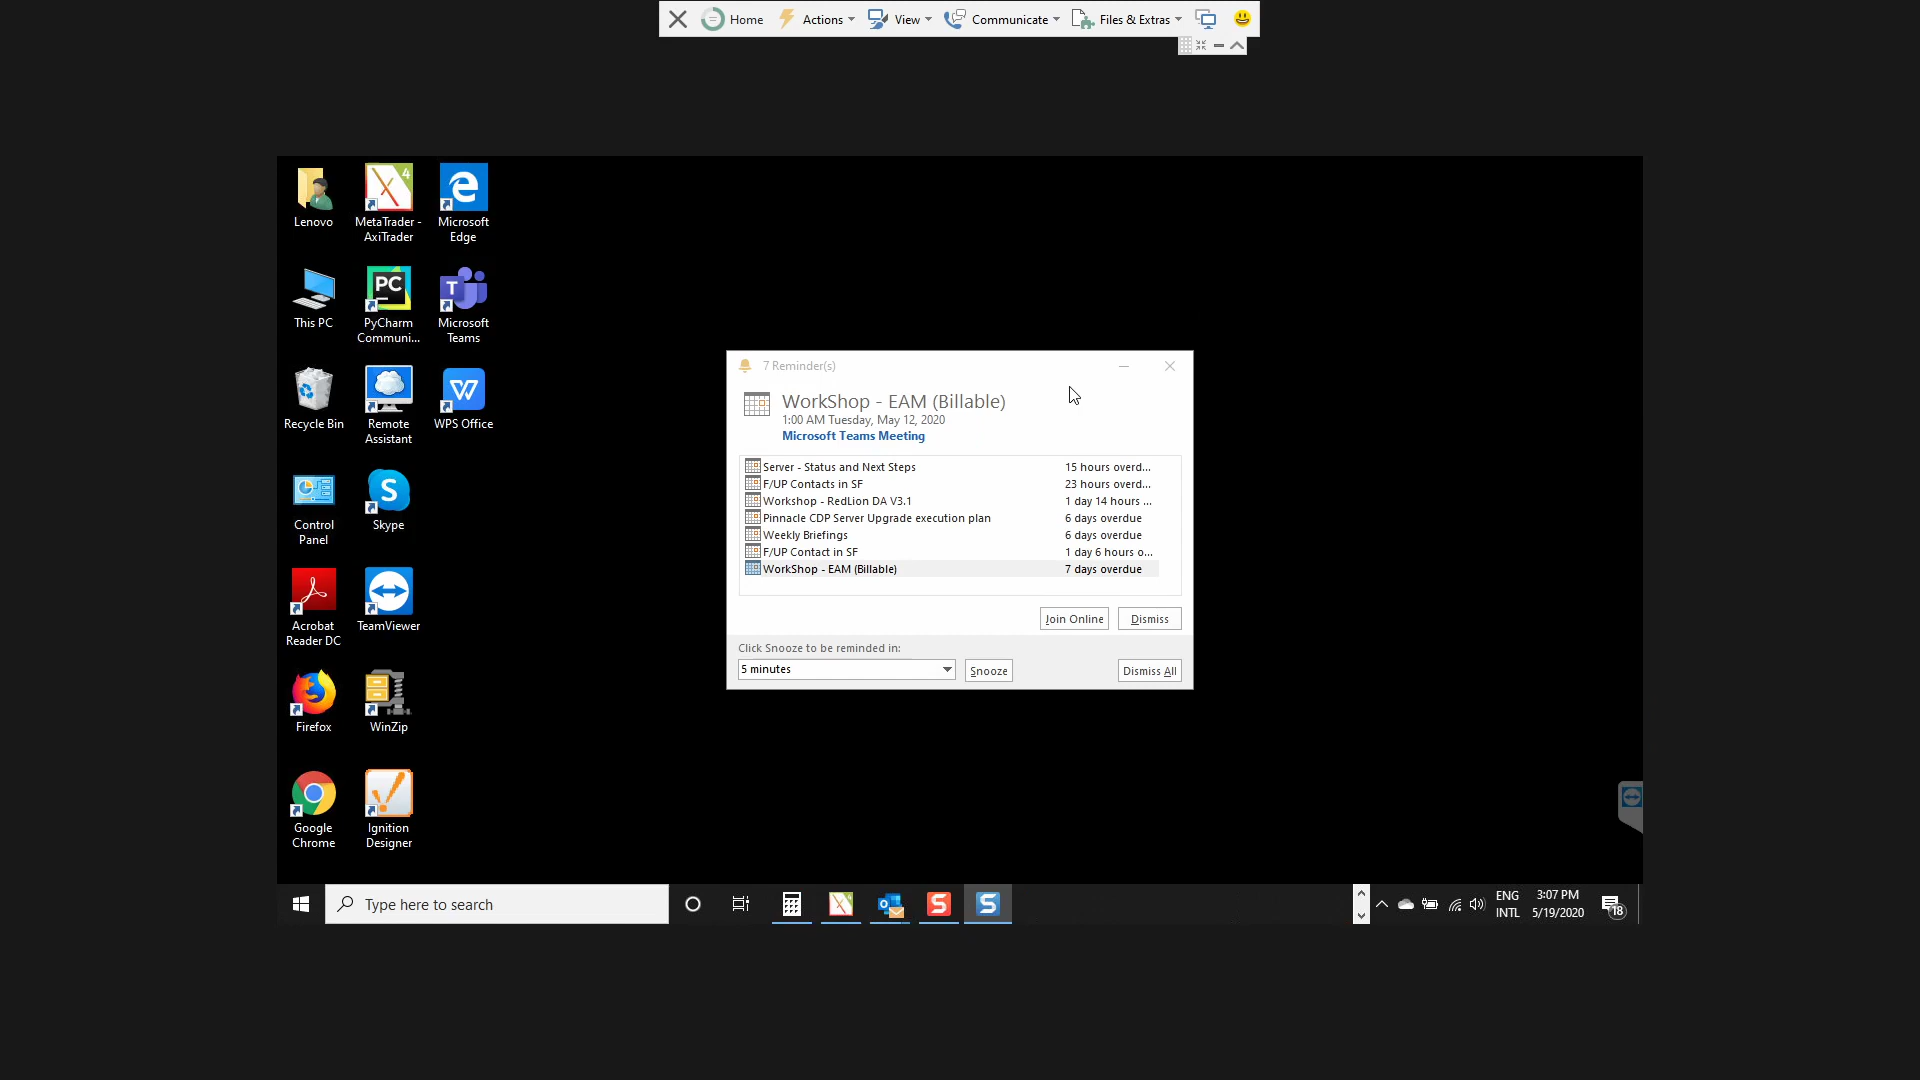 Home Actions View Communicate Files & Extras
Lenovo
MetaTrader - AxiTrader
Microsoft Edge
This PC
PyCharm Communi...
Microsoft Teams
Recycle Bin
Remote Assistant
WPS Office
Control Panel
Skype
Acrobat Reader DC
TeamViewer
Firefox
WinZip
Google Chrome
Ignition Designer
7 Reminder(s)
WorkShop - EAM (Billable)
1:00 AM Tuesday, May 12, 2020
Microsoft Teams Meeting
Server - Status and Next Steps 15 hours overd...
F/UP Contacts in SF 23 hours overd...
Workshop - RedLion DA V3.1 1 day 14 hours ...
Pinnacle CDP Server Upgrade execution plan 6 days overdue
Weekly Briefings 6 days overdue
F/UP Contact in SF 1 day 6 hours o...
WorkShop - EAM (Billable) 7 days overdue
Join Online Dismiss
Click Snooze to be reminded in:
5 minutes Snooze Dismiss All
Type here to search
ENG 3:07 PM
INTL 5/19/2020 18